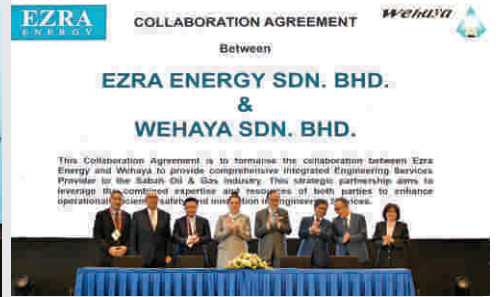 EZRA
ENERGY
COLLABORATION AGREEMENT
Wehaya
Between
EZRA ENERGY SDN. BHD.
&
WEHAYA SDN. BHD.
This Collaboration Agreement is to formalise the collaboration between Ezra
Energy and Wehaya to provide comprehensive Integrated Engineering Services
Provider to the Sabah Oil & Gas Industry. This strategic partnership aims to
leverage the combined expertise and resources of both parties to enhance
operational safety and innovation in Engineering Services.